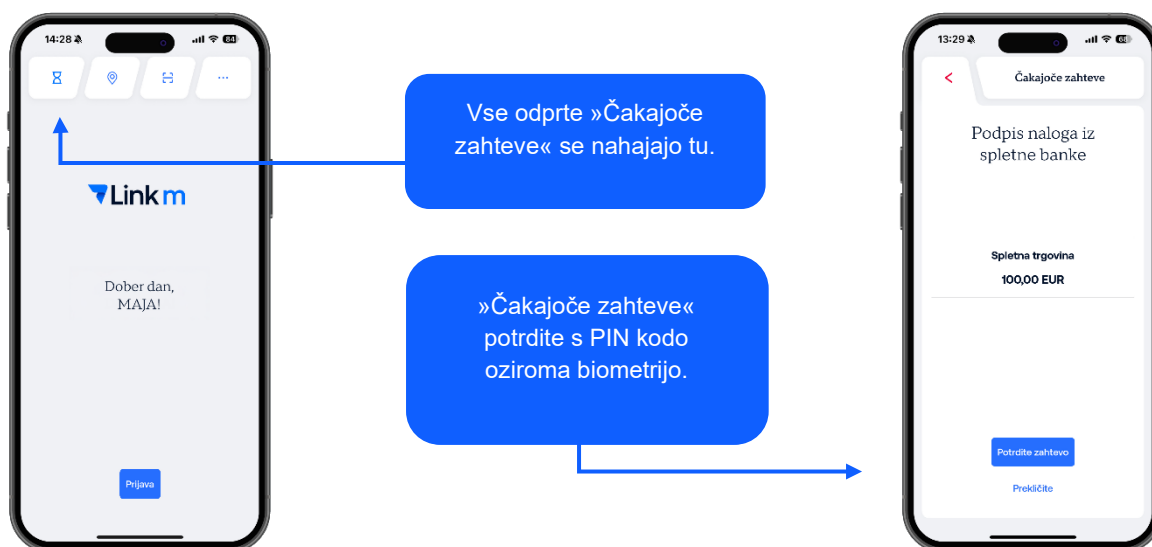 14:28
84
Link m
Dober dan,
MAJA!
Prijava
Vse odprte »Čakajoče
zahteve« se nahajajo tu.
»Čakajoče zahteve«
potrdite s PIN kodo
oziroma biometrijo.
13:29
Čakajoče zahteve
Podpis naloga iz
spletne banke
Spletna trgovina
100,00 EUR
Potrdite zahtevo
Prekličite